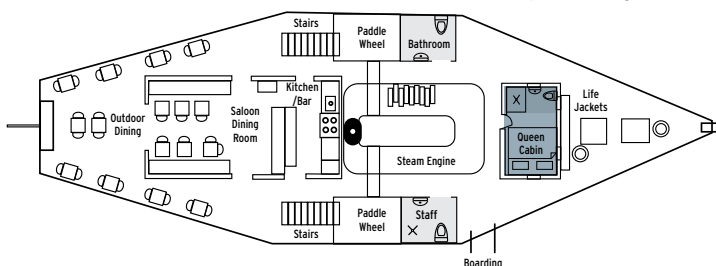 Stairs
Paddle
Wheel
Bathroom
Kitchen
/Bar
Life
Jackets
Outdoor
Dining
Saloon
Dining
Room
Queen
Cabin
Steam Engine
Stairs
Paddle
Wheel
Staff
Boarding